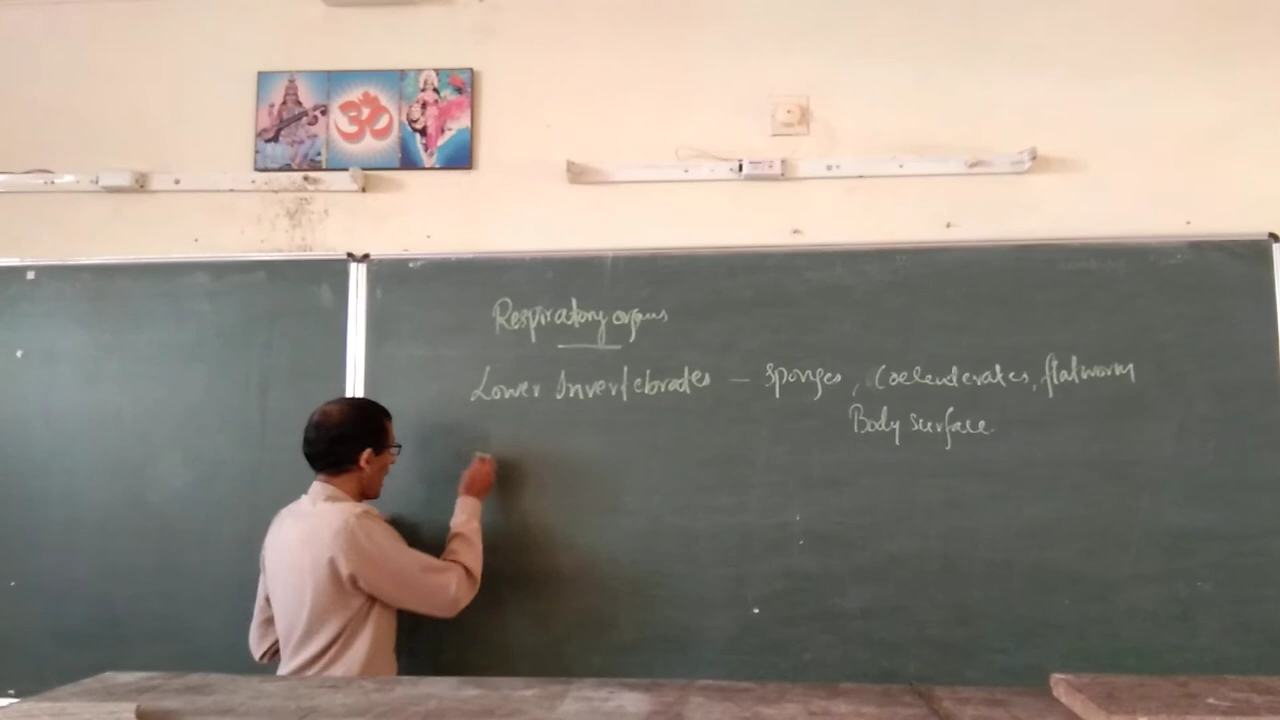 ॐ
Respiratory organs
Lower Invertebrates — Sponges, Coelenterates, flatworm
Body surface.